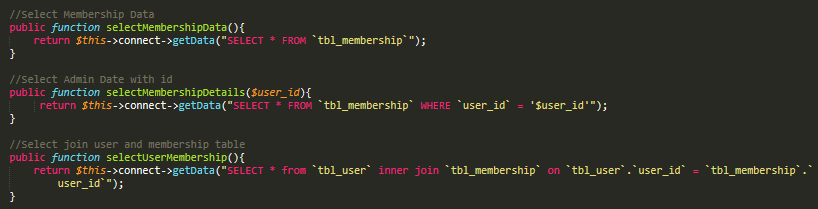 //Select Membership Data
public function selectMembershipData(){
return $this->connect->getData("SELECT * FROM `tbl_membership`");
}
//Select Admin Date with id
public function selectMembershipDetails($user_id){
return $this->connect->getData("SELECT * FROM `tbl_membership` WHERE `user_id` = '$user_id'");
}
//Select join user and membership table
public function selectUserMembership(){
return $this->connect->getData("SELECT * from `tbl_user` inner join `tbl_membership` on `tbl_user`.`user_id` = `tbl_membership`.`
user_id`");
}